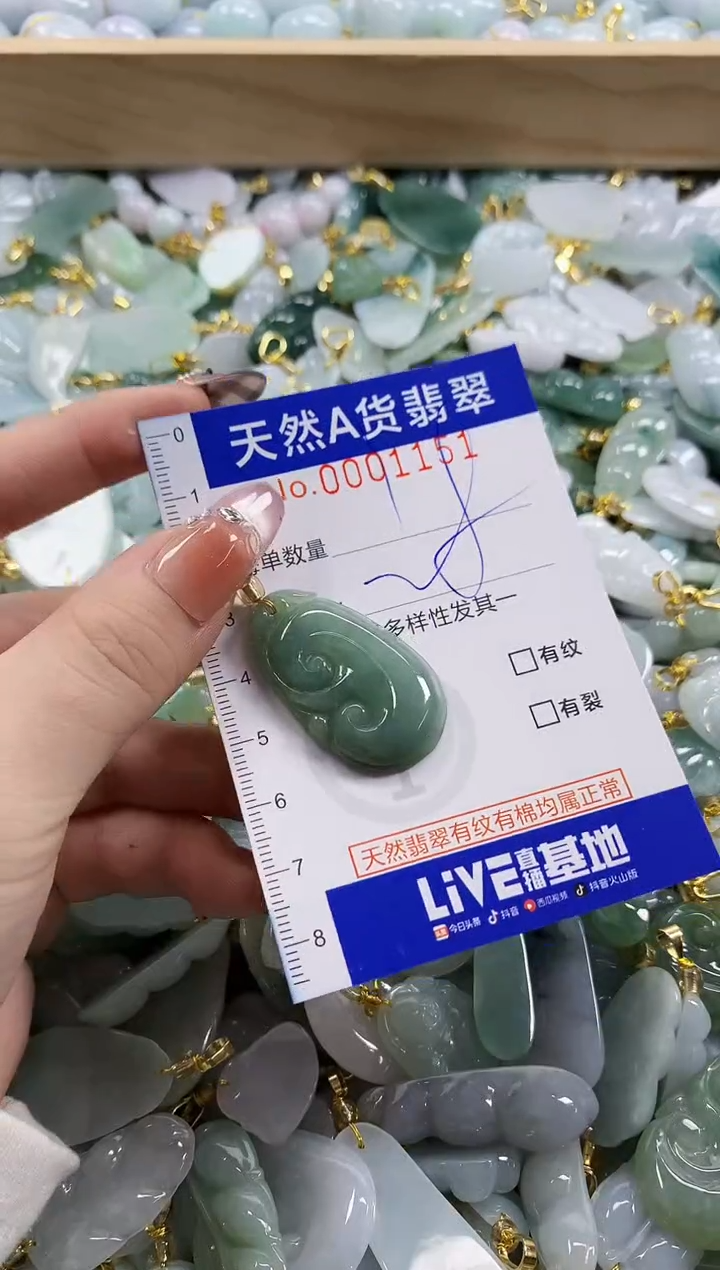 天然A货翡翠
0
No.0001151
1
单数量
多样性发其一
3
有纹
4
有裂
5
6
天然翡翠有纹有棉均属正常
7
LiVE直播基地
头条 今日头条 抖音 西瓜视频 抖音火山版
8